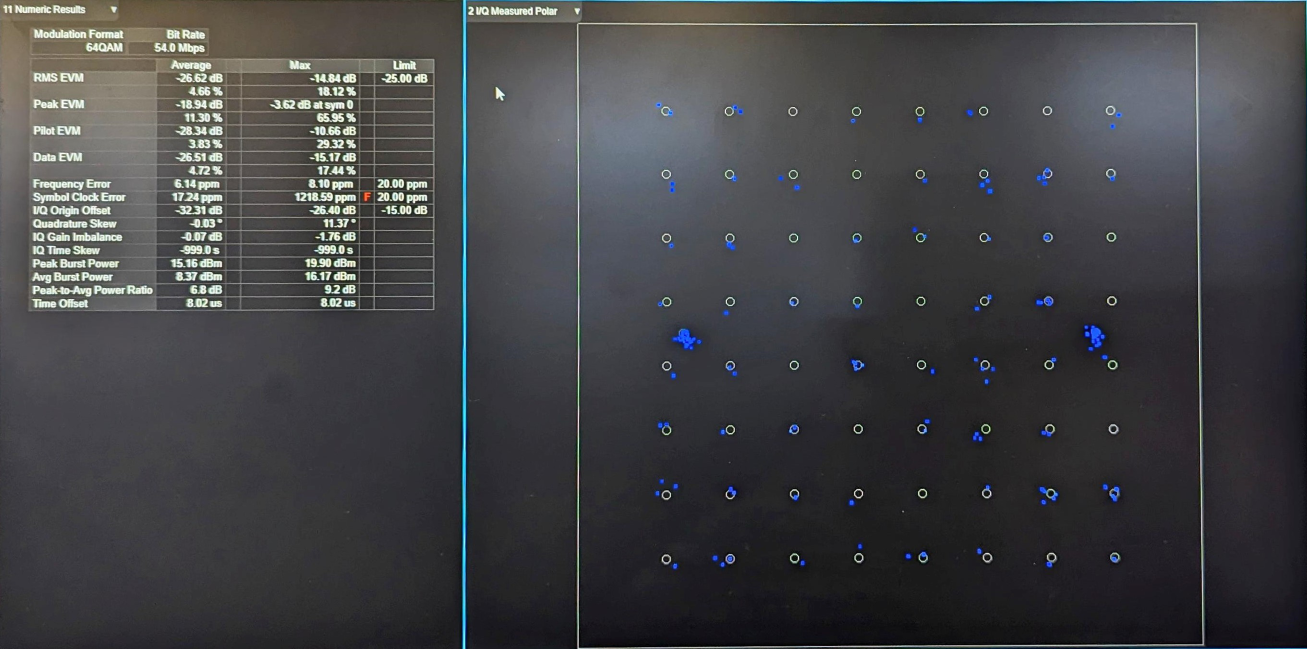 11 Numeric Results
2 I/Q Measured Polar
Modulation Format Bit Rate
64QAM 54.0 Mbps
Average Max Limit
RMS EVM -26.62 dB -14.84 dB -25.00 dB
4.66 % 18.12 %
Peak EVM -18.94 dB -3.62 dB at sym 0
11.30 % 65.95 %
Pilot EVM -28.34 dB -10.66 dB
3.83 % 29.32 %
Data EVM -26.51 dB -15.17 dB
4.72 % 17.44 %
Frequency Error 6.14 ppm 8.10 ppm 20.00 ppm
Symbol Clock Error 17.24 ppm 1218.59 ppm F 20.00 ppm
I/Q Origin Offset -32.31 dB -26.40 dB -15.00 dB
Quadrature Skew -0.03 ° 11.37 °
IQ Gain Imbalance -0.07 dB -1.76 dB
IQ Time Skew -999.0 s -999.0 s
Peak Burst Power 15.16 dBm 19.90 dBm
Avg Burst Power 8.37 dBm 16.17 dBm
Peak-to-Avg Power Ratio 6.8 dB 9.2 dB
Time Offset 8.02 us 8.02 us